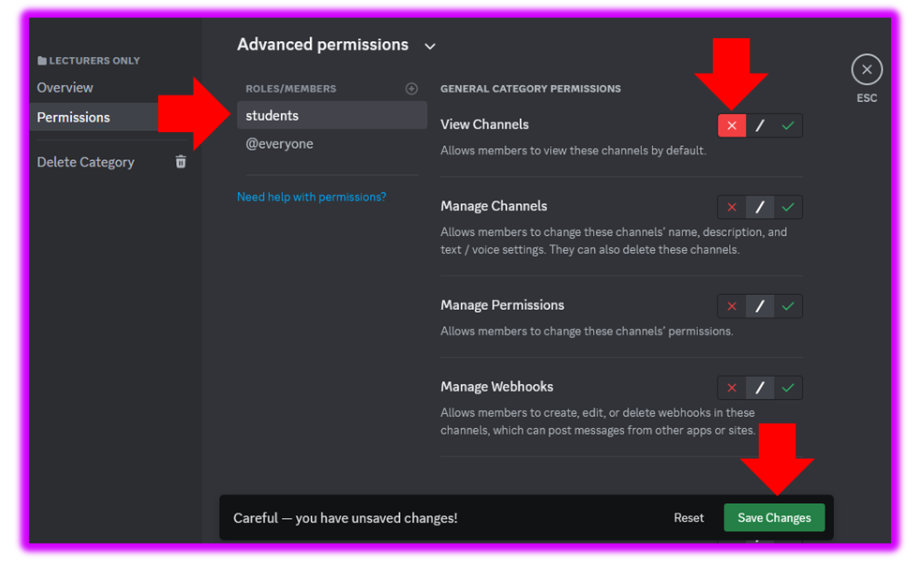 LECTURERS ONLY
Overview
Permissions
Delete Category
Advanced permissions
ROLES/MEMBERS
students
@everyone
Need help with permissions?
GENERAL CATEGORY PERMISSIONS
View Channels
Allows members to view these channels by default.
Manage Channels
Allows members to change these channels' name, description, and
text / voice settings. They can also delete these channels.
Manage Permissions
Allows members to change these channels' permissions.
Manage Webhooks
Allows members to create, edit, or delete webhooks in these
channels, which can post messages from other apps or sites.
ESC
Careful — you have unsaved changes!
Reset
Save Changes